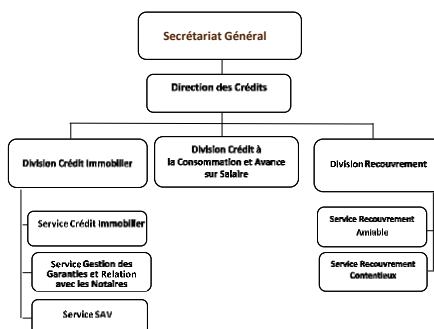 Secrétariat Général
Direction des Crédits
Division Crédit Immobilier
Division Crédit à
la Consommation et Avance
sur Salaire
Division Recouvrement
Service Crédit Immobilier
Service Gestion des
Garanties et Relation
avec les Notaires
Service SAV
Service Recouvrement
Amiable
Service Recouvrement
Contentieux